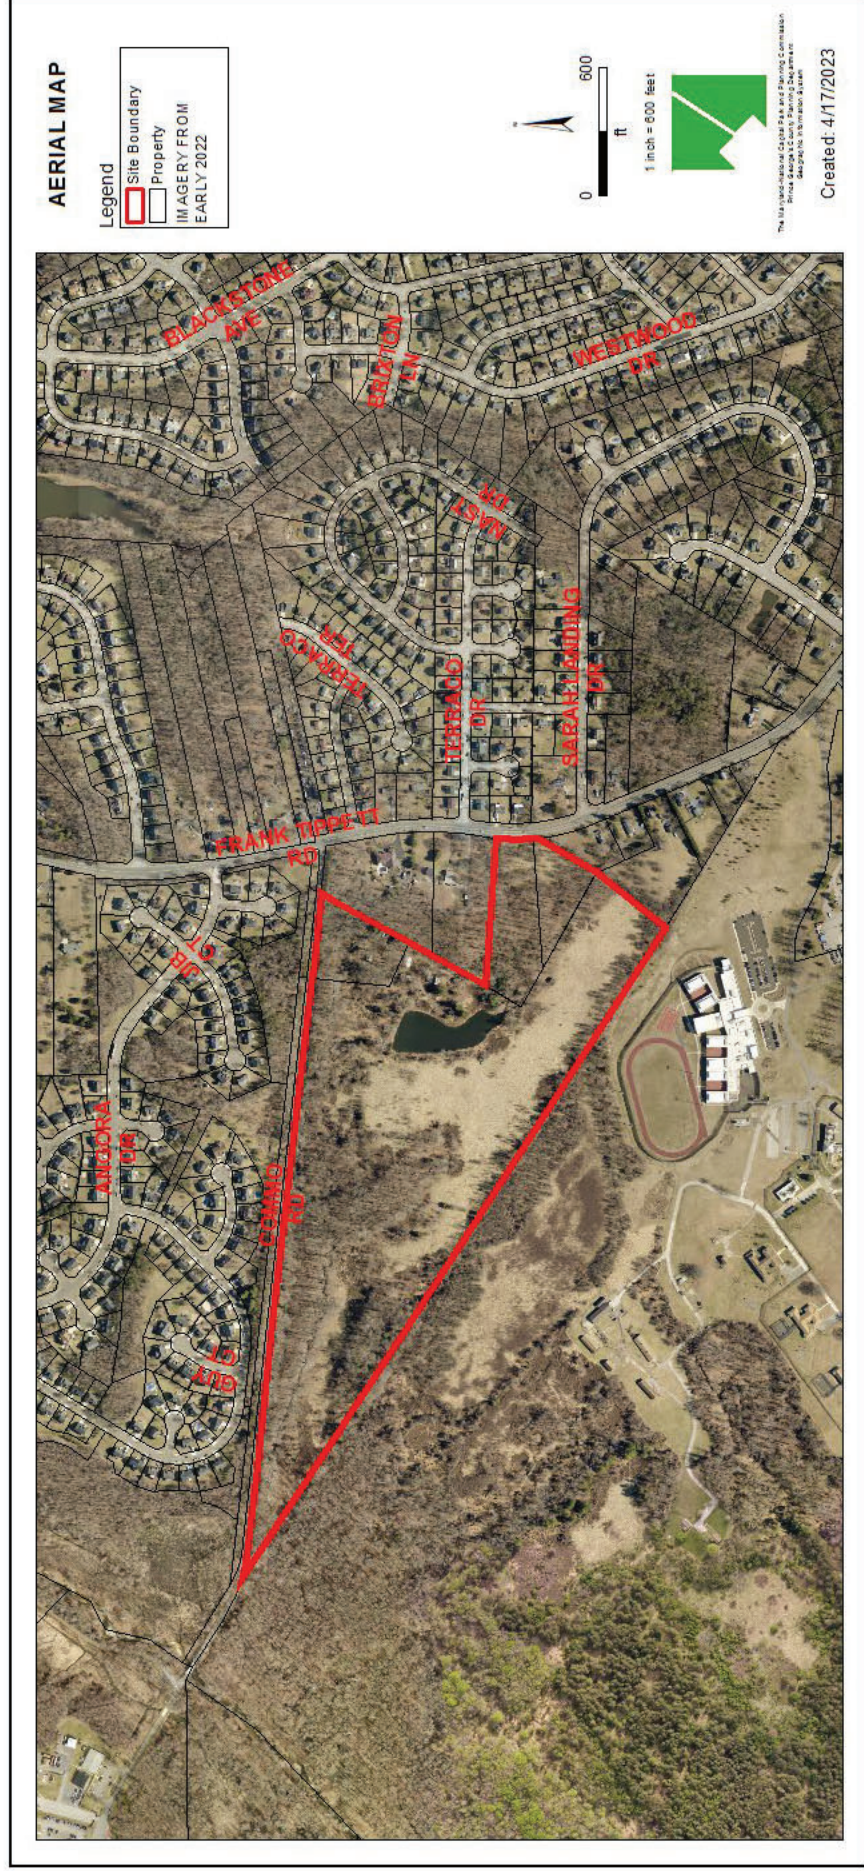 AERIAL MAP
Legend
Site Boundary
Property
IMAGERY FROM
EARLY 2022
0
600
ft
1 inch = 600 feet
The Maryland-National Capital Park and Planning Commission
Prince George's County Planning Department
Geographic Information System
Created: 4/17/2023
BLACKSTONE
AVE
BRIXTON
LN
WESTWOOD
DR
NAST
DR
TERRACO
TER
TERRACO
DR
SARAH LANDING
DR
FRANK TIPPETT
RD
JIB
CT
ANGORA
DR
COMMO
RD
GUY
CT